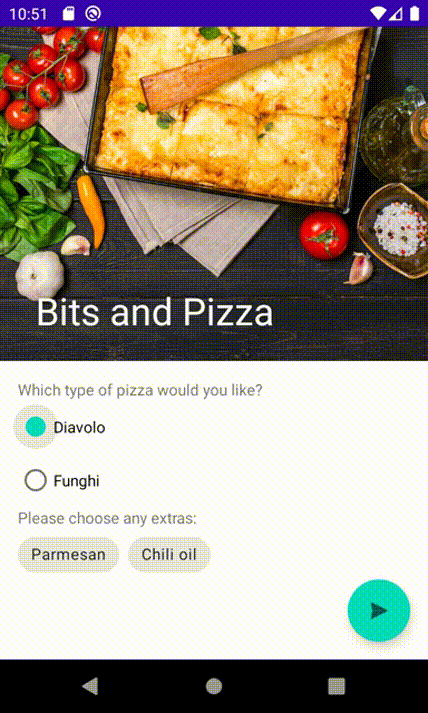 10:51
Bits and Pizza
Which type of pizza would you like?
Diavolo
Funghi
Please choose any extras:
Parmesan
Chili oil